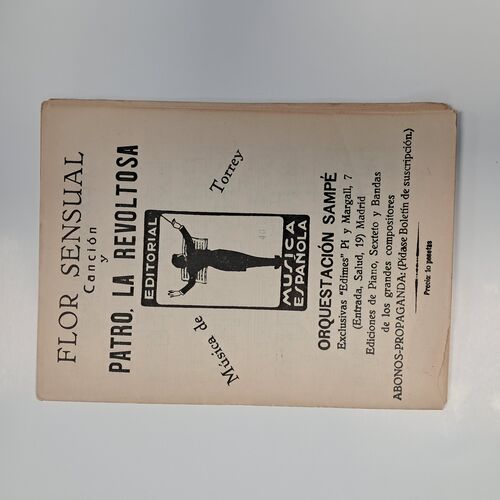 FLOR SENSUAL
Canción
y
PATRO, LA REVOLTOSA
Música de Torrey
EDITORIAL
MUSICA
ESPAÑOLA
ORQUESTACIÓN SAMPÉ
Exclusivas "Edimes" Pí y Margall, 7
(Entrada, Salud, 19) Madrid
Ediciones de Piano, Sexteto y Bandas
de los grandes compositores
ABONOS-PROPAGANDA: (Pídase Boletín de suscripción.)
Precio: 10 pesetas